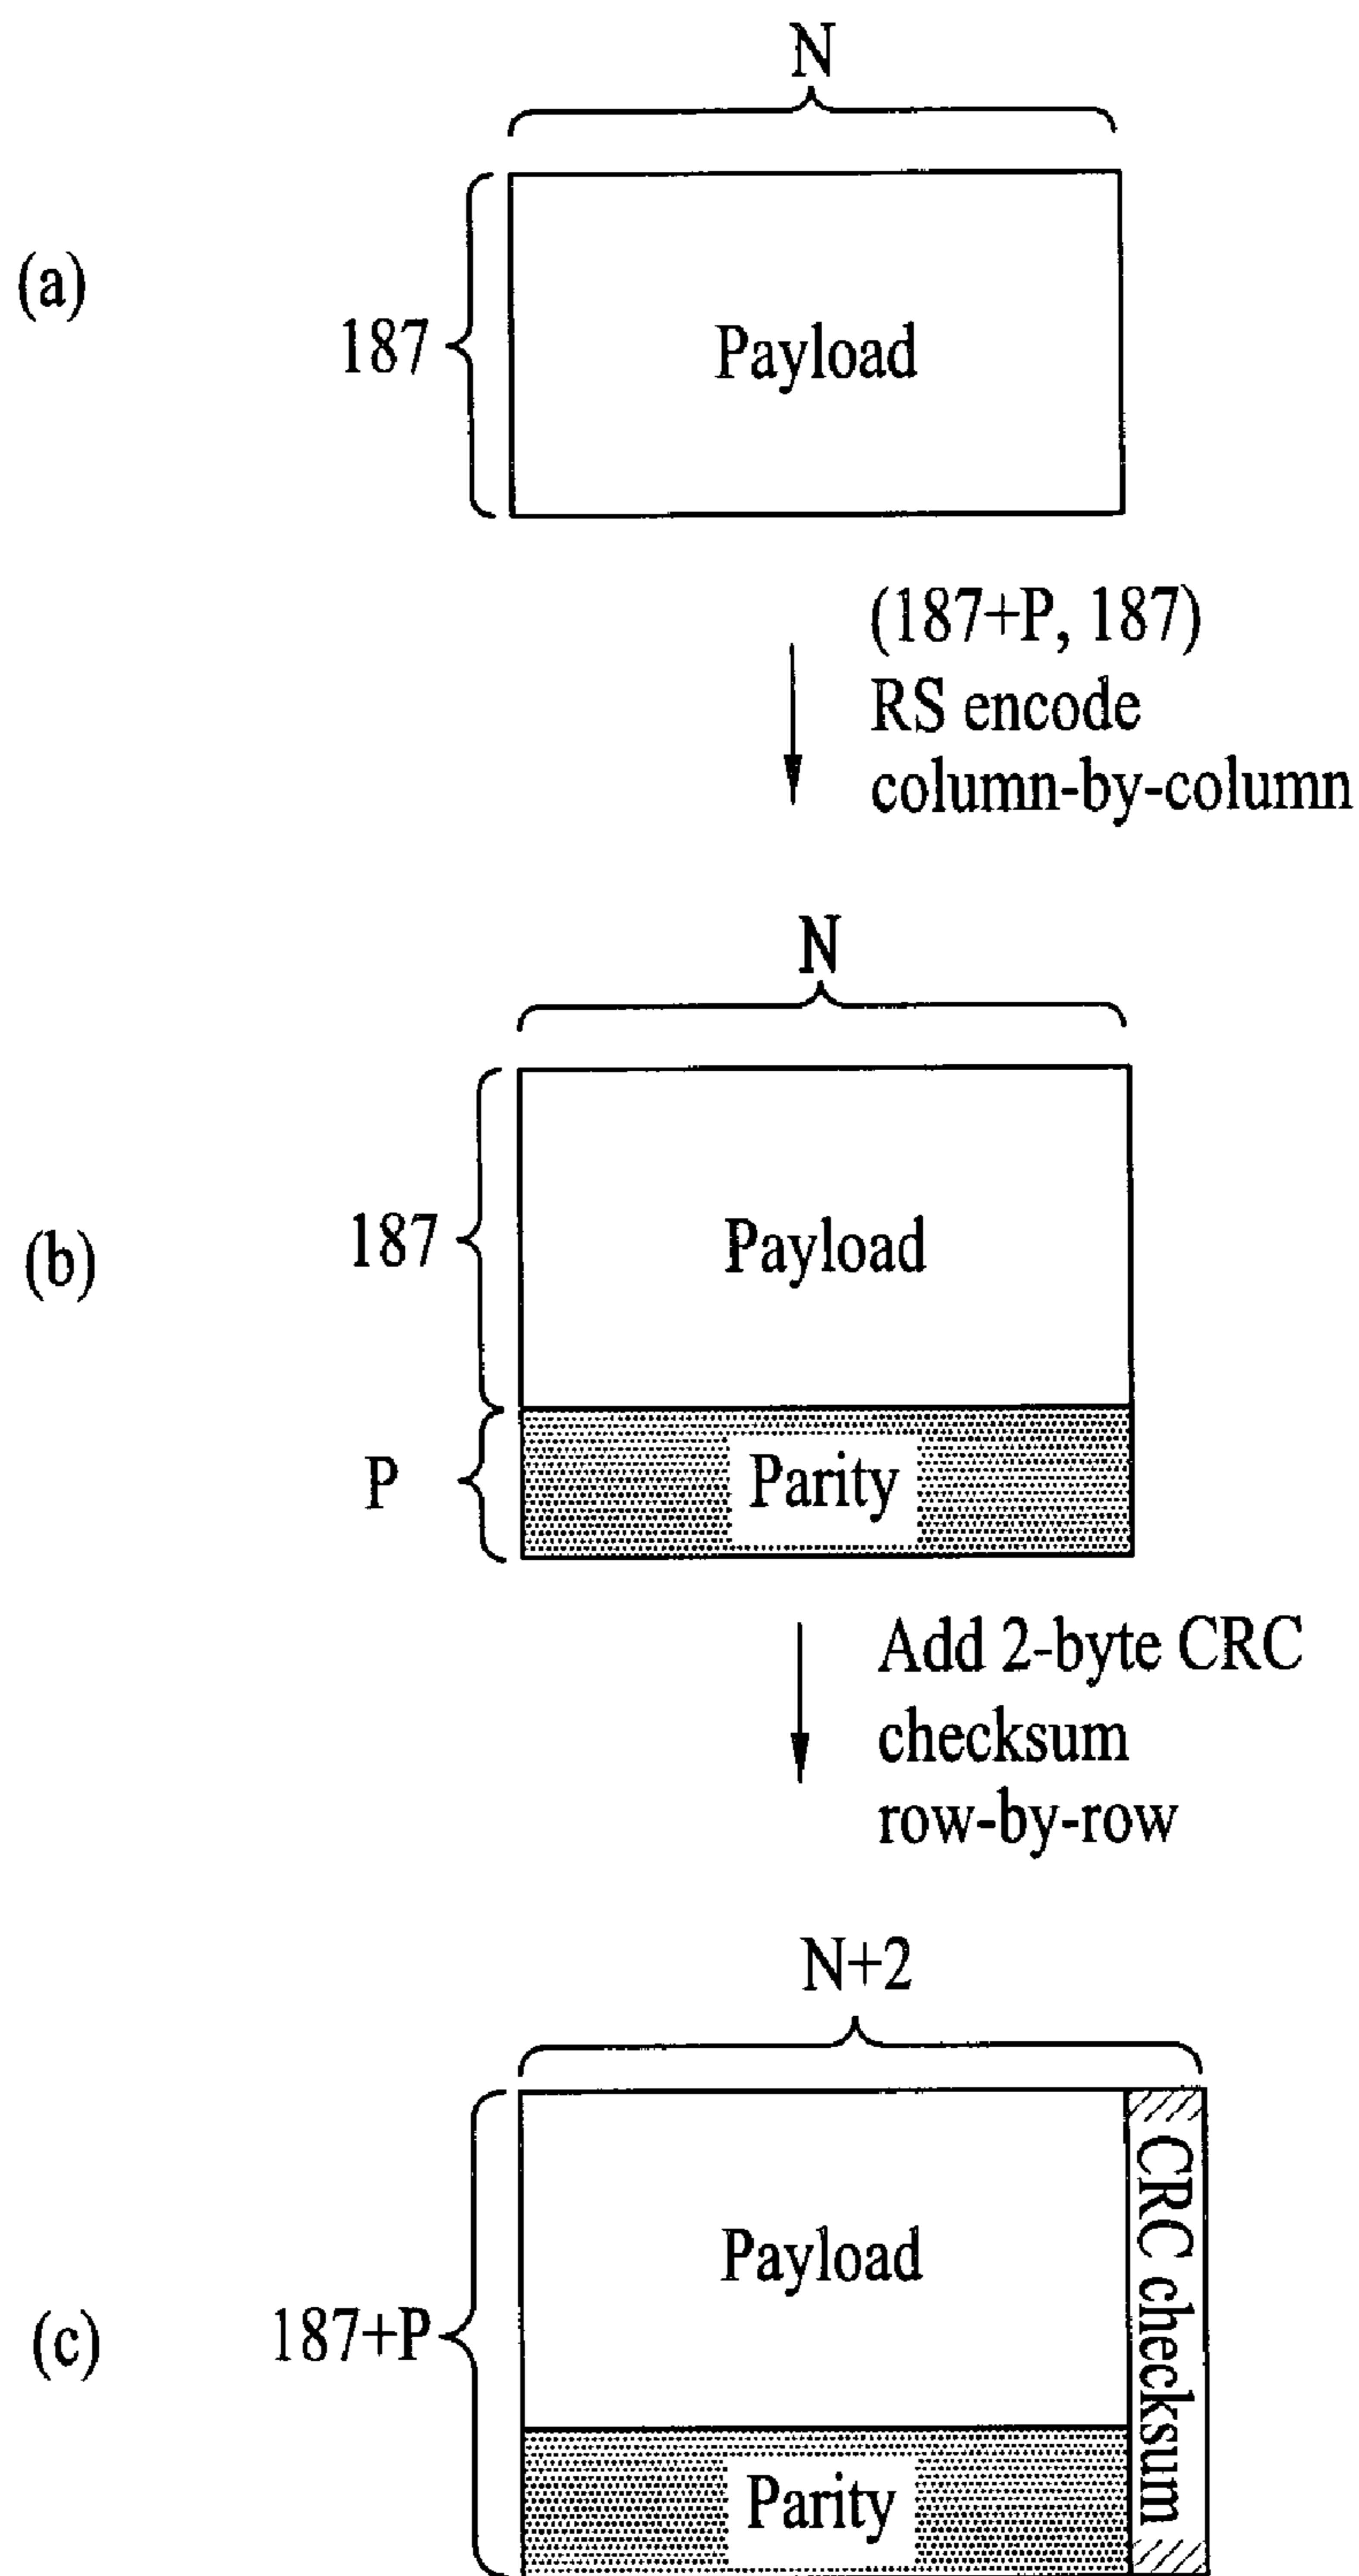 N
(a)
187
Payload
(187+P, 187)
RS encode
column-by-column
N
(b)
187
Payload
P
Parity
Add 2-byte CRC
checksum
row-by-row
N+2
(c)
187+P
Payload
CRC checksum
Parity